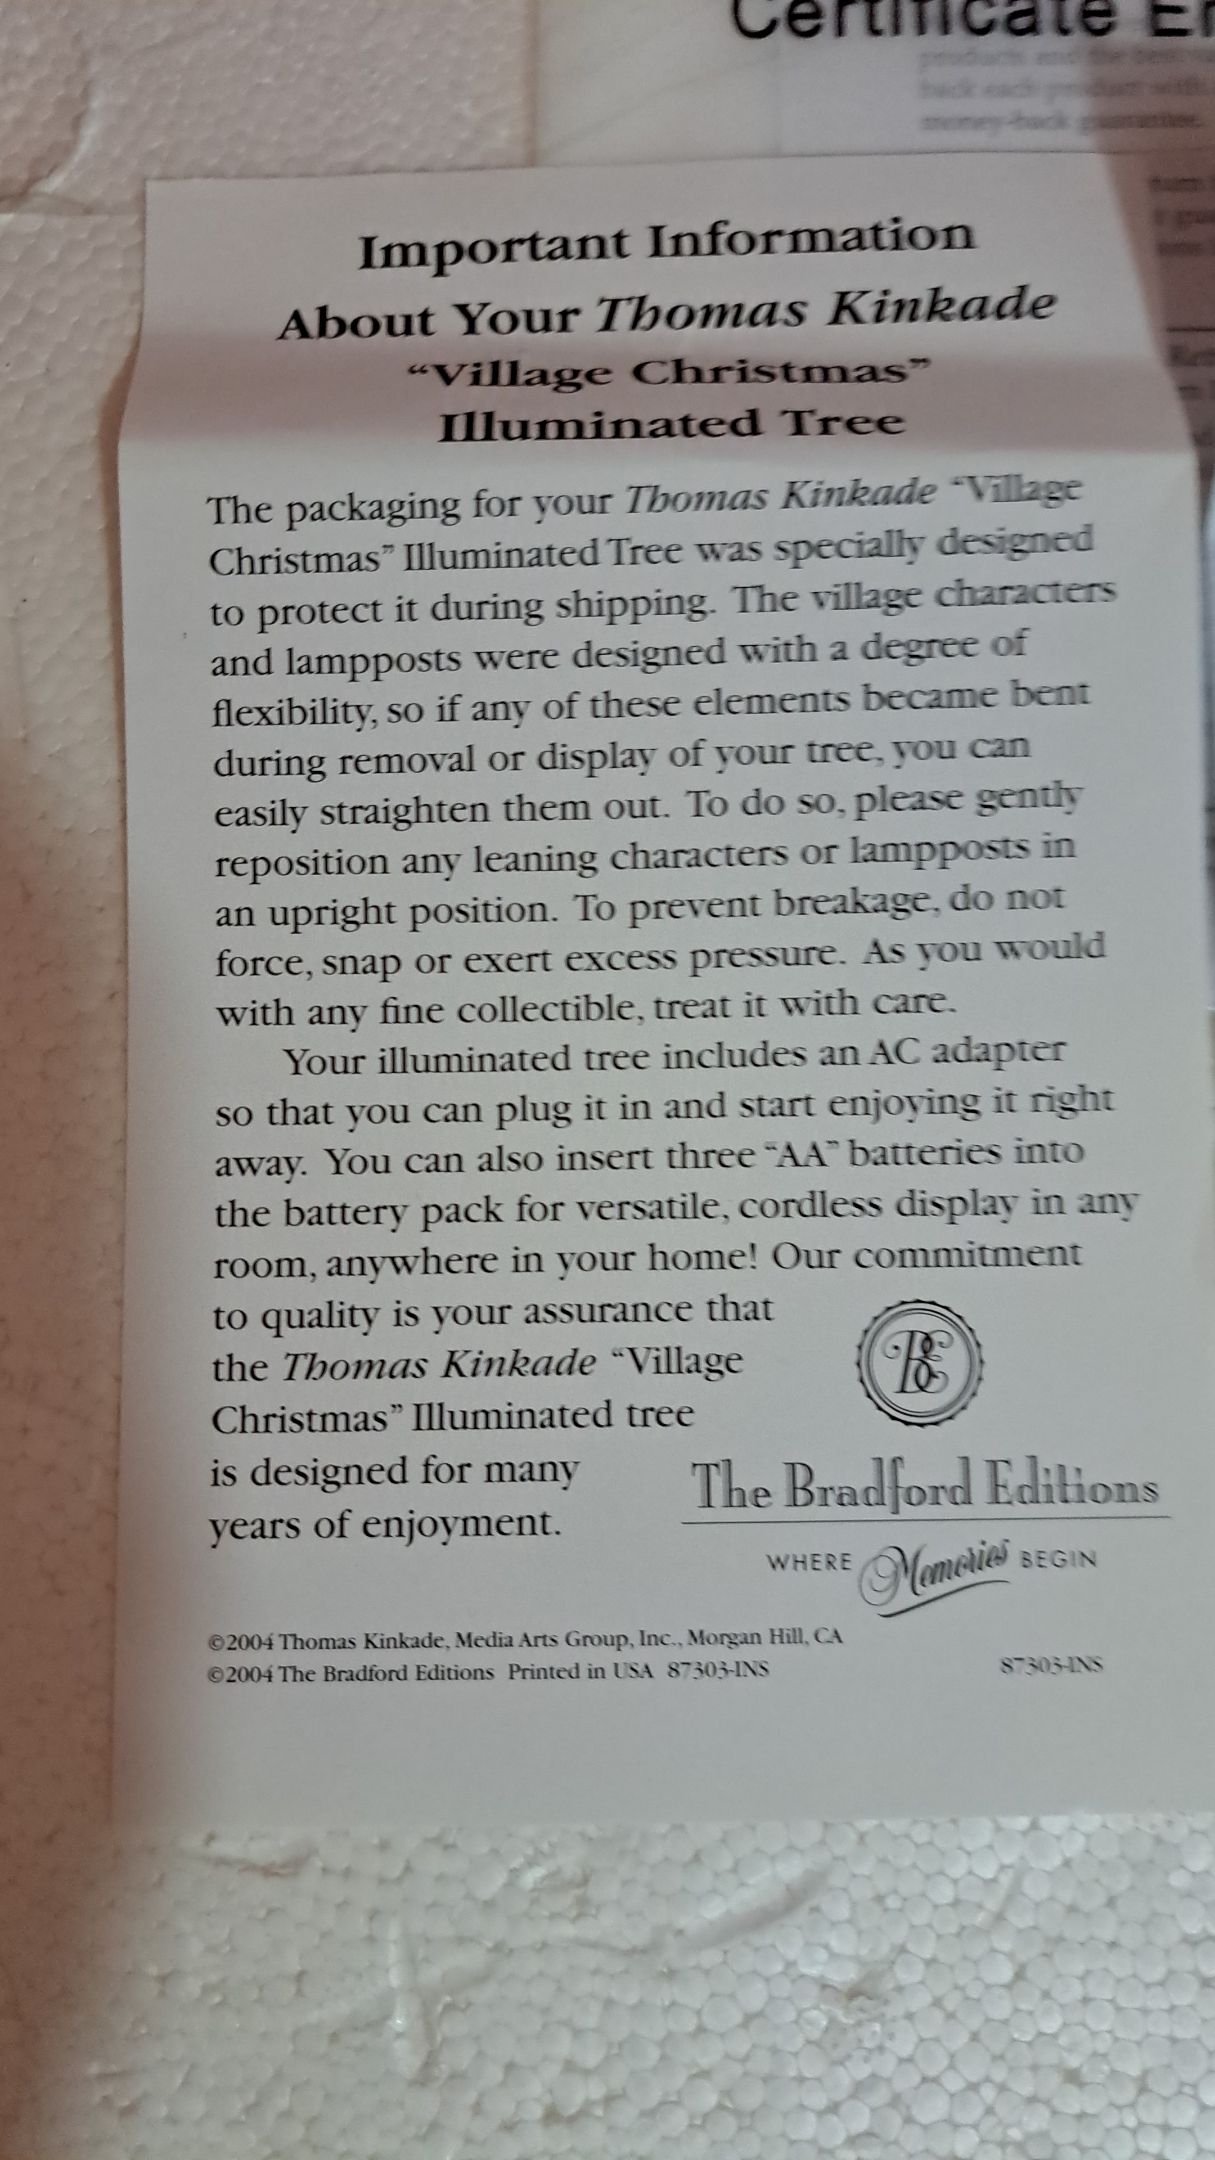 Certificate
products and the
back each product with
money-back guarantee.
Important Information
About Your Thomas Kinkade
“Village Christmas”
Illuminated Tree
The packaging for your Thomas Kinkade “Village
Christmas” Illuminated Tree was specially designed
to protect it during shipping. The village characters
and lampposts were designed with a degree of
flexibility, so if any of these elements became bent
during removal or display of your tree, you can
easily straighten them out. To do so, please gently
reposition any leaning characters or lampposts in
an upright position. To prevent breakage, do not
force, snap or exert excess pressure. As you would
with any fine collectible, treat it with care.
Your illuminated tree includes an AC adapter
so that you can plug it in and start enjoying it right
away. You can also insert three “AA” batteries into
the battery pack for versatile, cordless display in any
room, anywhere in your home! Our commitment
to quality is your assurance that
the Thomas Kinkade “Village
Christmas” Illuminated tree
is designed for many
years of enjoyment.
BE
The Bradford Editions
WHERE Memories BEGIN
©2004 Thomas Kinkade, Media Arts Group, Inc., Morgan Hill, CA
©2004 The Bradford Editions Printed in USA 87303-INS
87303-INS